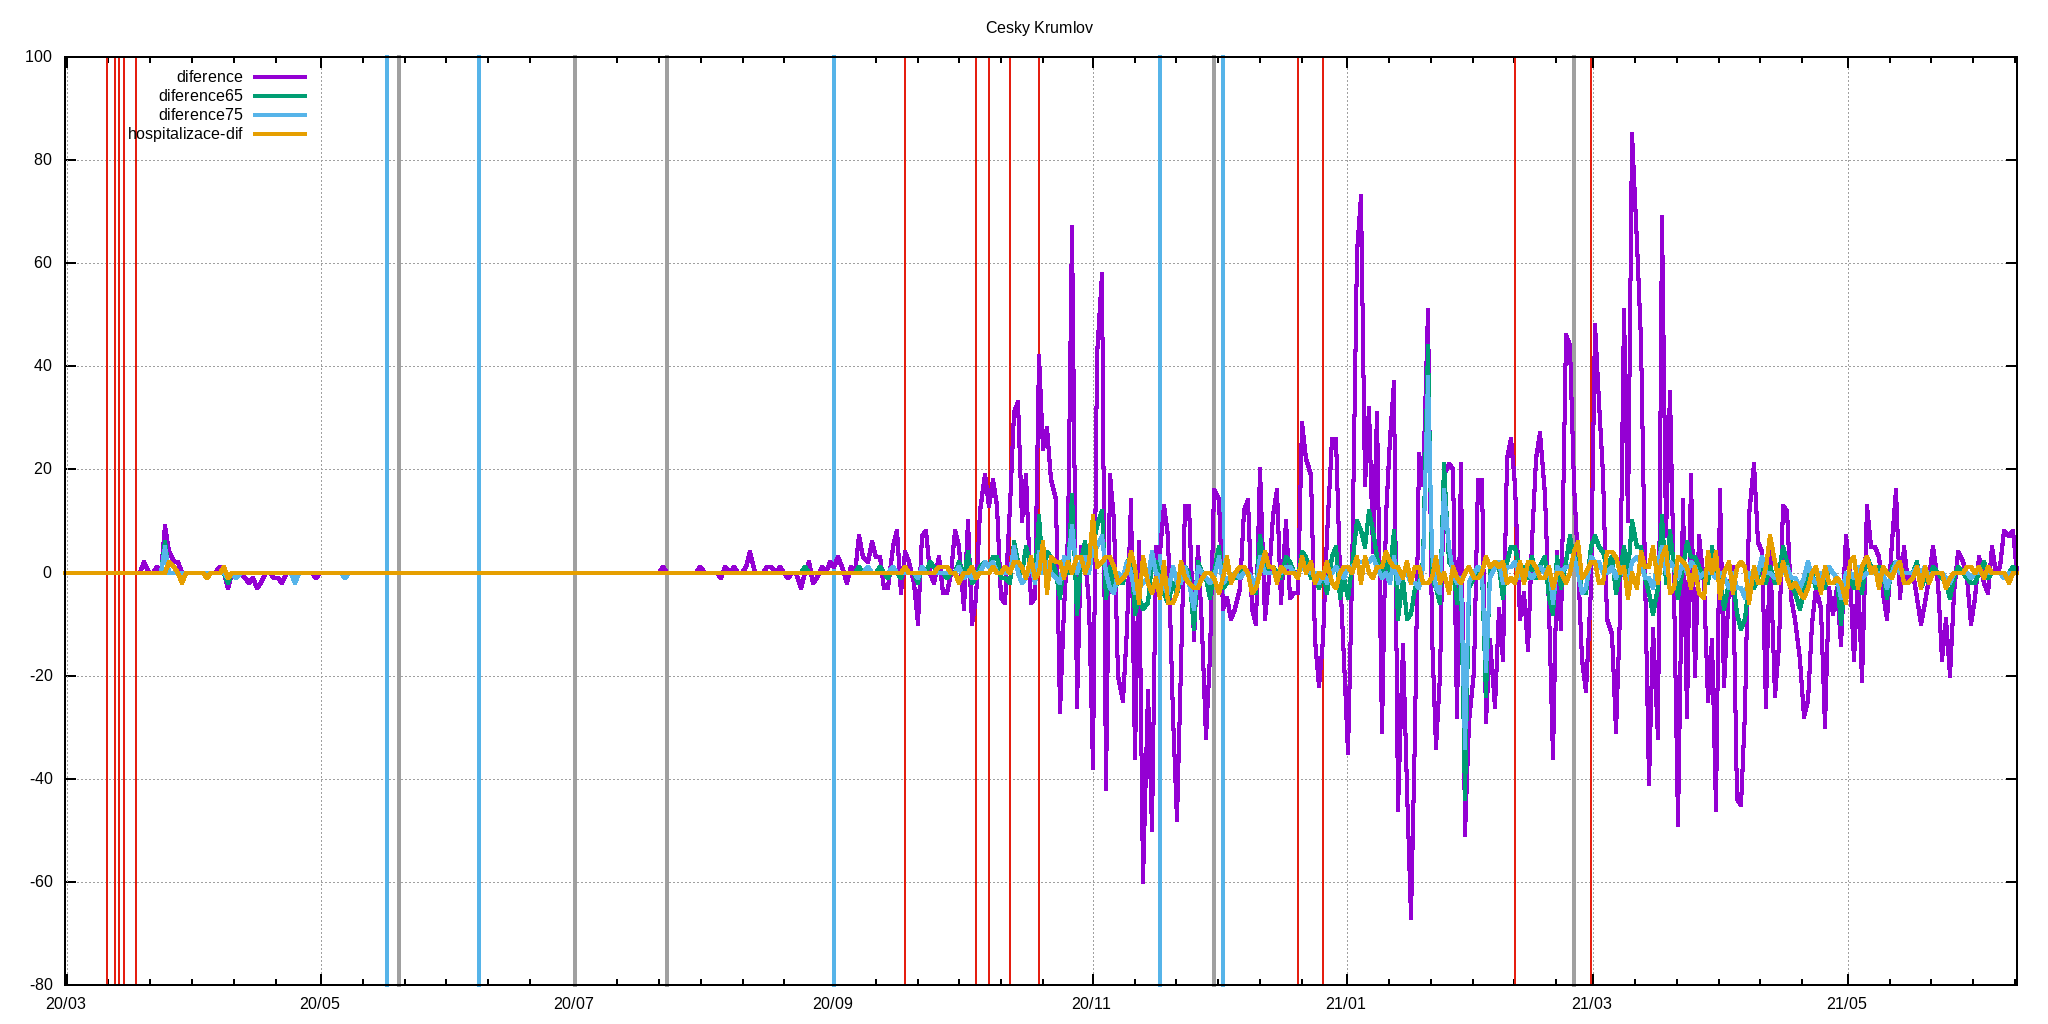 Cesky Krumlov
100
80
60
40
20
0
-20
-40
-60
-80
diference
diference65
diference75
hospitalizace-dif
20/03 20/05 20/07 20/09 20/11 21/01 21/03 21/05